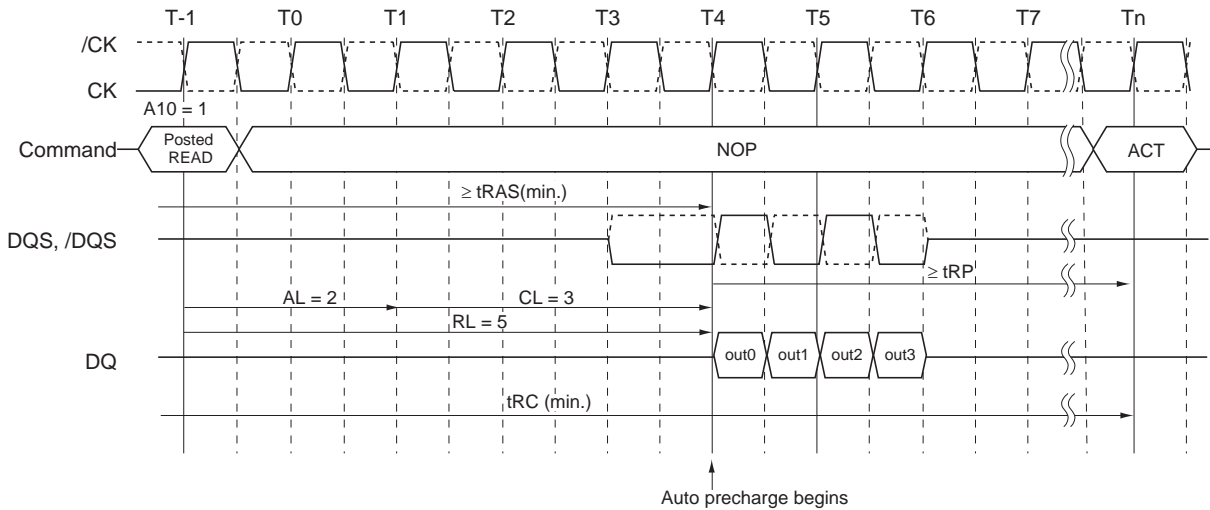 T-1 T0 T1 T2 T3 T4 T5 T6 T7 Tn
/CK
CK
A10 = 1
Command
Posted
READ
NOP
ACT
≥ tRAS(min.)
DQS, /DQS
≥ tRP
AL = 2
CL = 3
RL = 5
DQ
out0 out1 out2 out3
tRC (min.)
Auto precharge begins